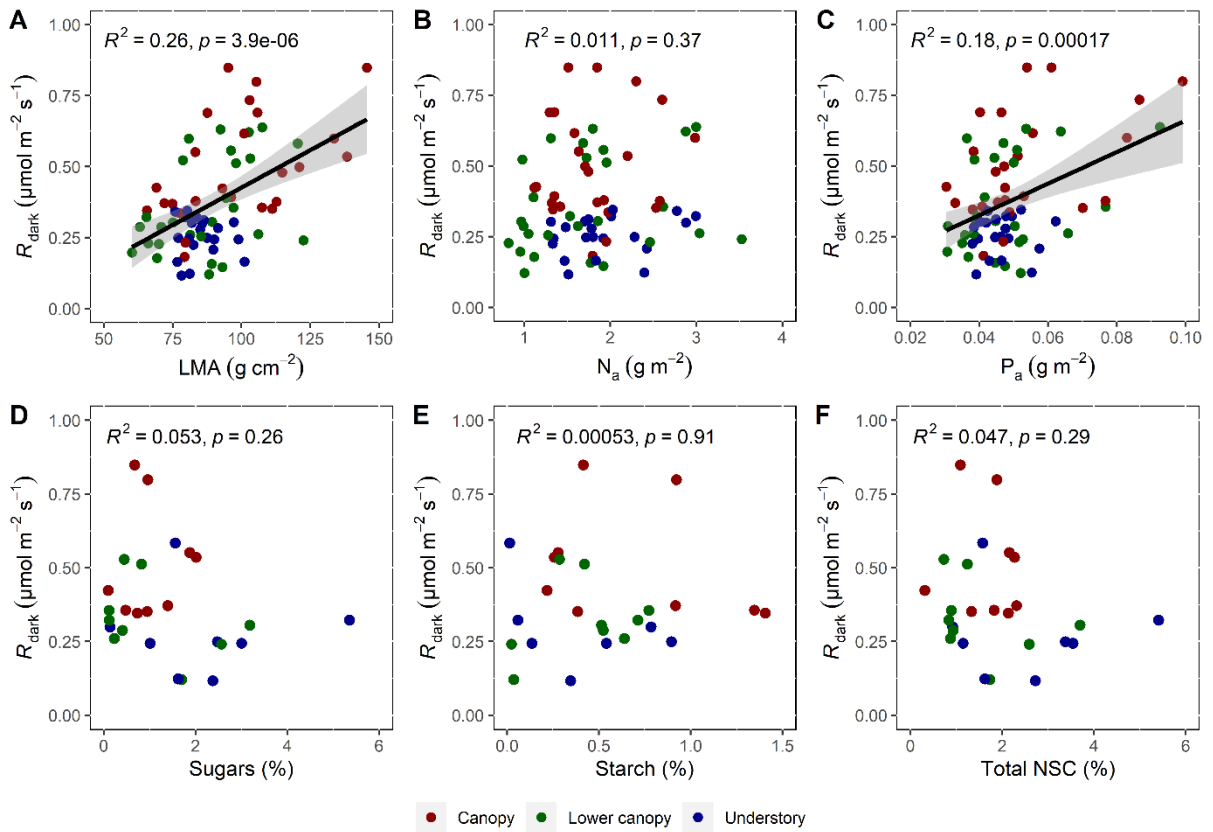 A
R² = 0.26, p = 3.9e-06
1.00
0.75
0.50
0.25
0.00
R_dark (μmol m⁻² s⁻¹)
50 75 100 125 150
LMA (g cm⁻²)
B
R² = 0.011, p = 0.37
1.00
0.75
0.50
0.25
0.00
R_dark (μmol m⁻² s⁻¹)
1 2 3 4
N_a (g m⁻²)
C
R² = 0.18, p = 0.00017
1.00
0.75
0.50
0.25
0.00
R_dark (μmol m⁻² s⁻¹)
0.02 0.04 0.06 0.08 0.10
P_a (g m⁻²)
D
R² = 0.053, p = 0.26
1.00
0.75
0.50
0.25
0.00
R_dark (μmol m⁻² s⁻¹)
0 2 4 6
Sugars (%)
E
R² = 0.00053, p = 0.91
1.00
0.75
0.50
0.25
0.00
R_dark (μmol m⁻² s⁻¹)
0.0 0.5 1.0 1.5
Starch (%)
F
R² = 0.047, p = 0.29
1.00
0.75
0.50
0.25
0.00
R_dark (μmol m⁻² s⁻¹)
0 2 4 6
Total NSC (%)
Canopy Lower canopy Understory